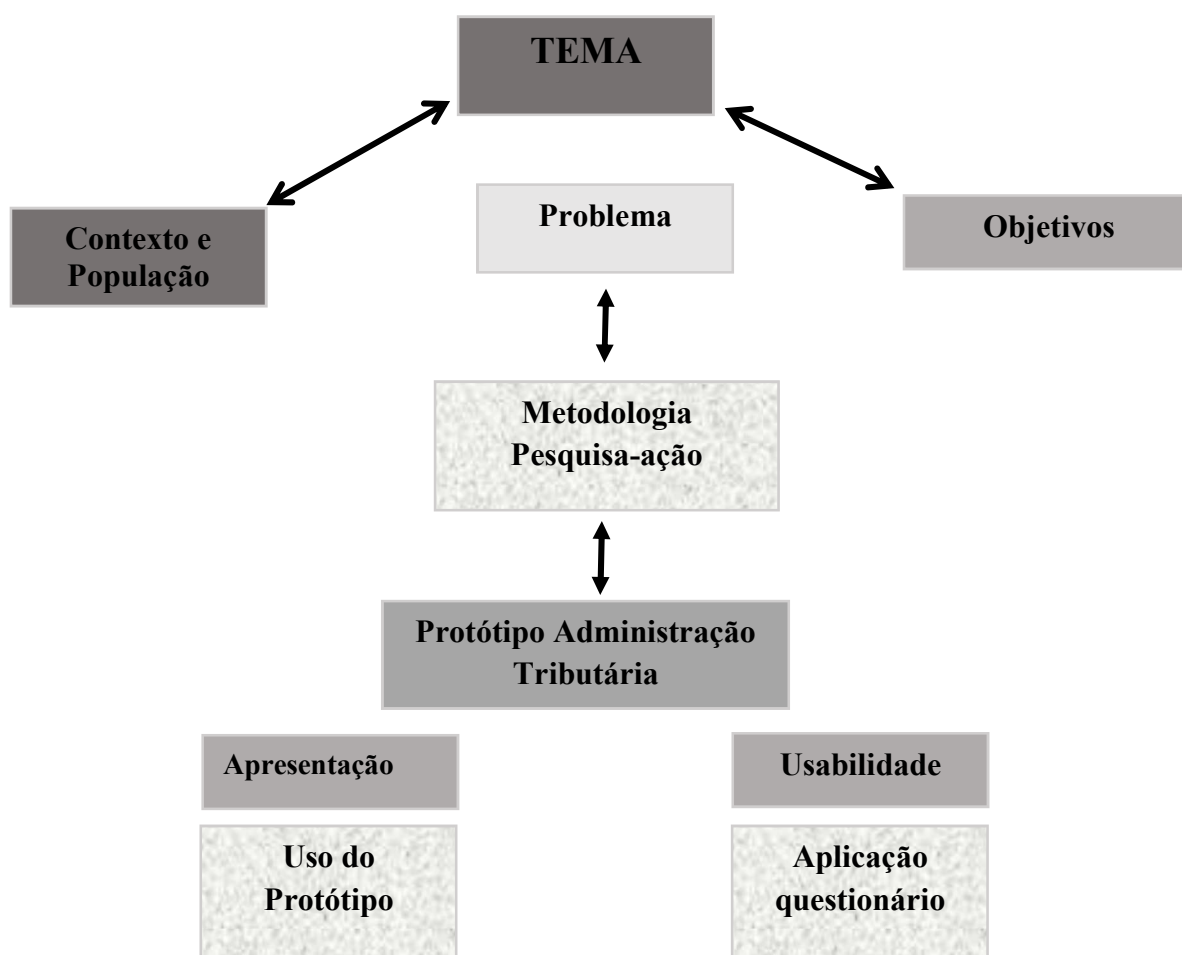 TEMA
Problema
Contexto e
População
Objetivos
Metodologia
Pesquisa-ação
Protótipo Administração
Tributária
Apresentação
Usabilidade
Uso do
Protótipo
Aplicação
questionário